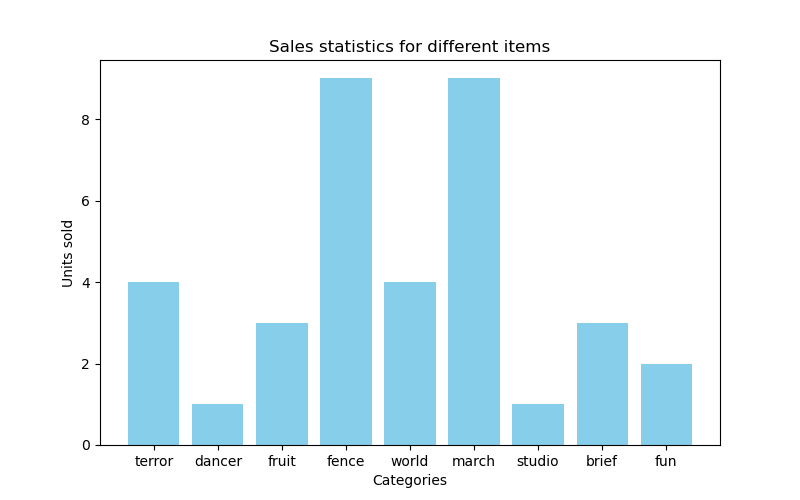 Sales statistics for different items
Units sold
8
6
4
2
0
terror dancer fruit fence world march studio brief fun
Categories